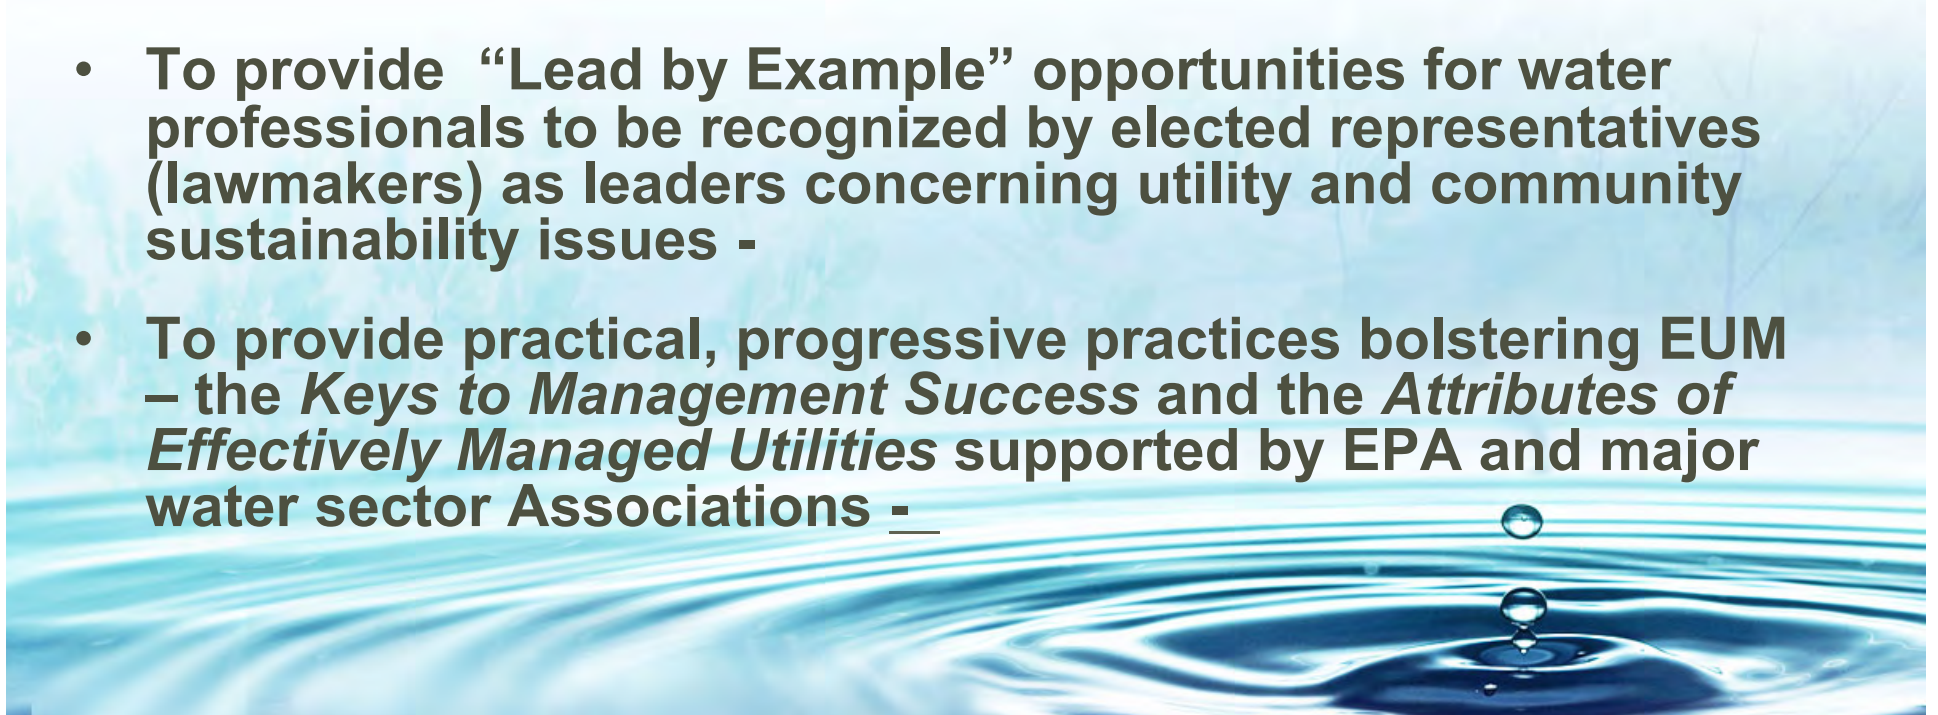 • To provide  “Lead by Example” opportunities for water
professionals to be recognized by elected representatives
(lawmakers) as leaders concerning utility and community
sustainability issues -
• To provide practical, progressive practices bolstering EUM
– the Keys to Management Success and the Attributes of
Effectively Managed Utilities supported by EPA and major
water sector Associations -